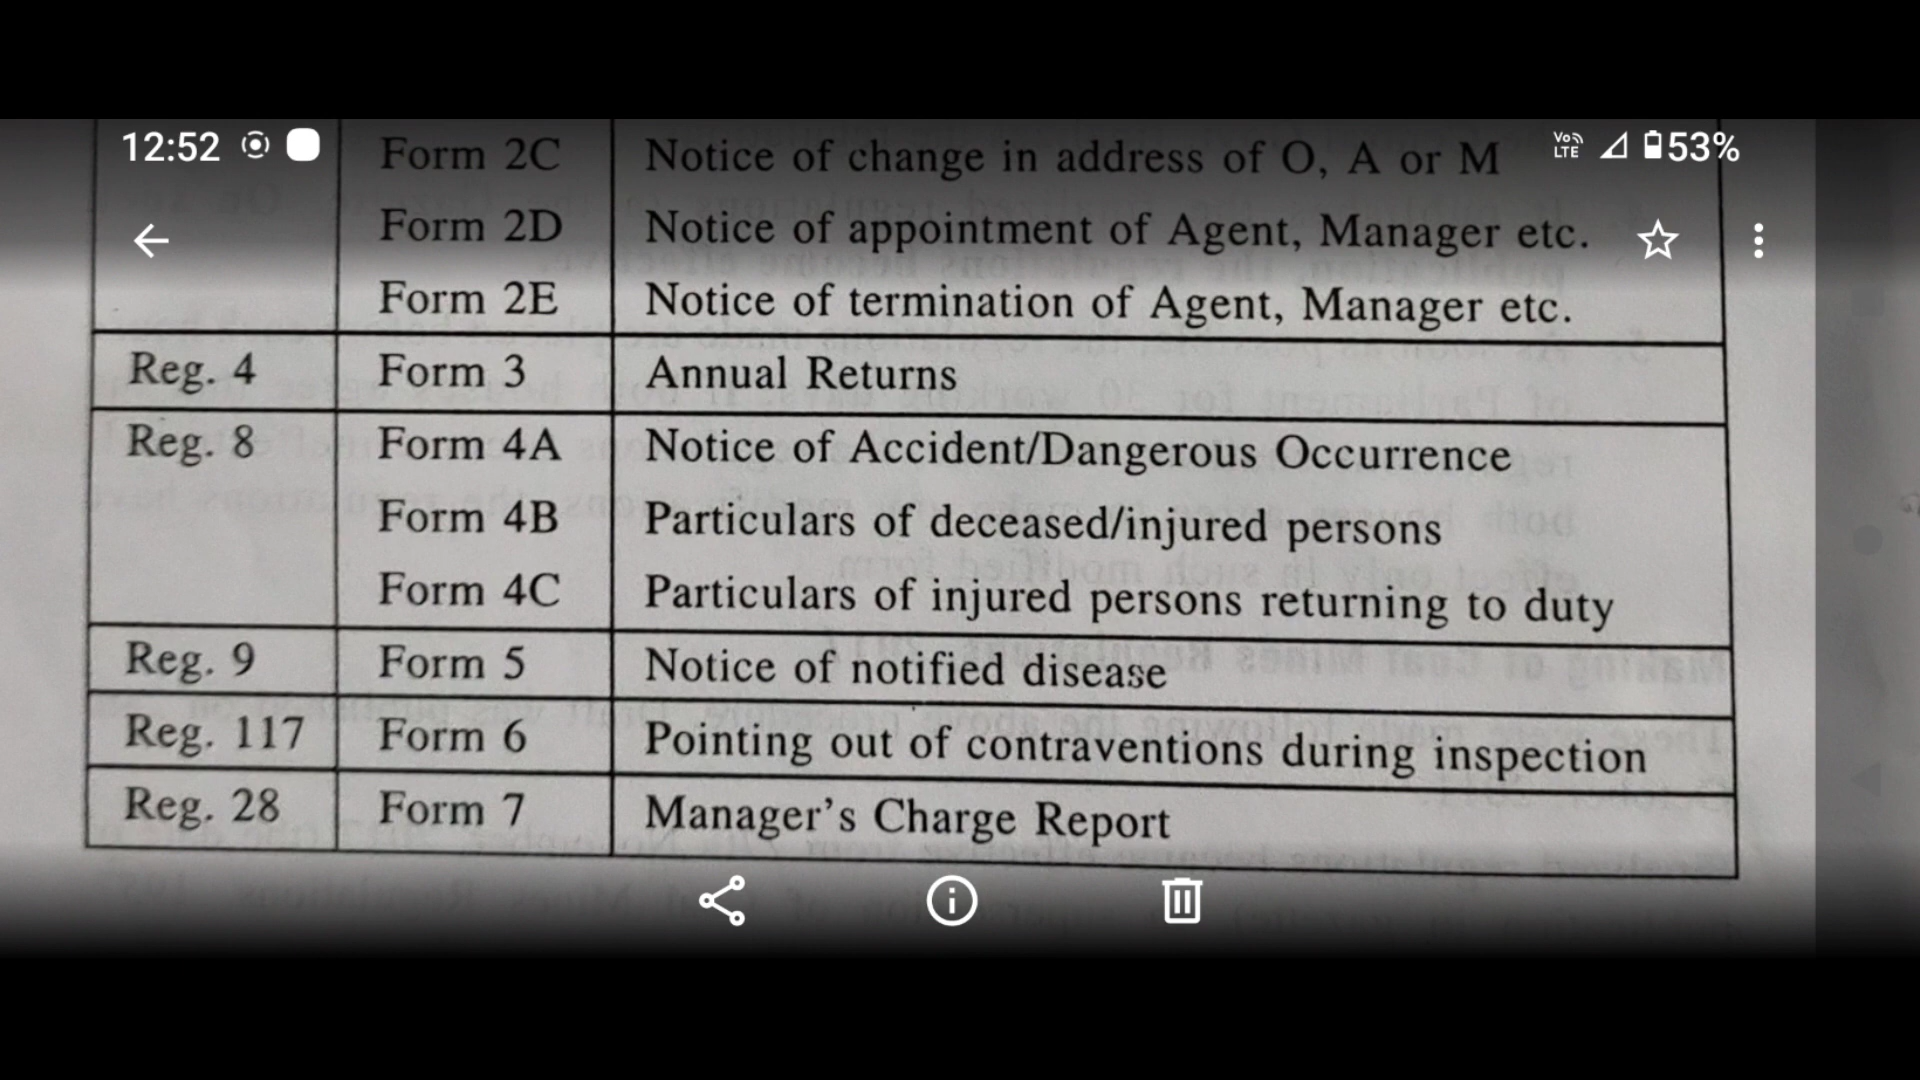 12:52 VoLTE 53%
Form 2C Notice of change in address of O, A or M
Form 2D Notice of appointment of Agent, Manager etc.
Form 2E Notice of termination of Agent, Manager etc.
Reg. 4 Form 3 Annual Returns
Reg. 8 Form 4A Notice of Accident/Dangerous Occurrence
Form 4B Particulars of deceased/injured persons
Form 4C Particulars of injured persons returning to duty
Reg. 9 Form 5 Notice of notified disease
Reg. 117 Form 6 Pointing out of contraventions during inspection
Reg. 28 Form 7 Manager's Charge Report